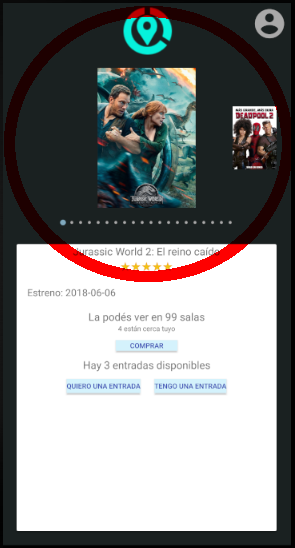 JURASSIC WORLD
DEADPOOL 2
Jurassic World 2: El reino caído
Estreno: 2018-06-06
La podés ver en 99 salas
4 están cerca tuyo
COMPRAR
Hay 3 entradas disponibles
QUIERO UNA ENTRADA
TENGO UNA ENTRADA